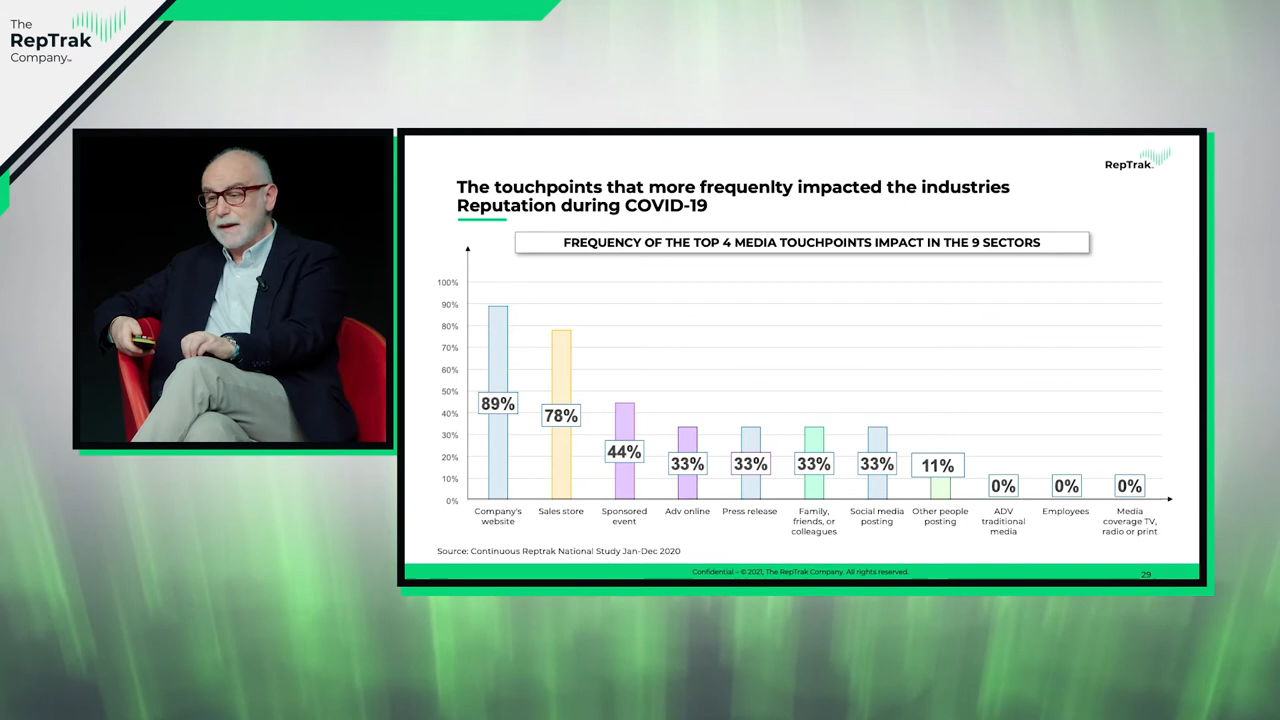 The
RepTrak
Company™
RepTrak™
The touchpoints that more frequenlty impacted the industries
Reputation during COVID-19
FREQUENCY OF THE TOP 4 MEDIA TOUCHPOINTS IMPACT IN THE 9 SECTORS
100%
90%
80%
70%
60%
50%
40%
30%
20%
10%
0%
89%
78%
44%
33%
33%
33%
33%
11%
0%
0%
0%
Company's
website
Sales store
Sponsored
event
Adv online
Press release
Family,
friends, or
colleagues
Social media
posting
Other people
posting
ADV
traditional
media
Employees
Media
coverage TV,
radio or print
Source: Continuous Reptrak National Study Jan-Dec 2020
Confidential – © 2021, The RepTrak Company. All rights reserved.
29